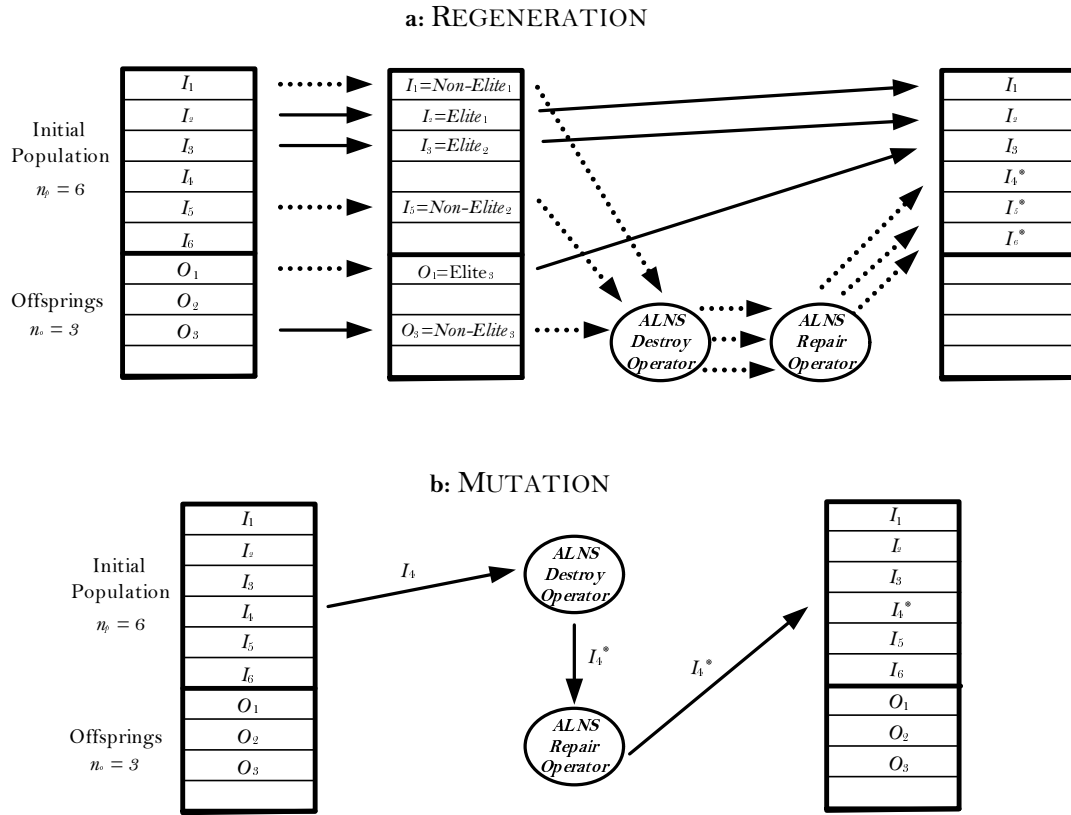 a: REGENERATION
Initial
Population
nₚ = 6
Offsprings
nₒ = 3
I₁
I₂
I₃
I₄
I₅
I₆
O₁
O₂
O₃
I₁=Non-Elite₁
I₂=Elite₁
I₃=Elite₂
I₅=Non-Elite₂
O₁=Elite₃
O₃=Non-Elite₃
ALNS
Destroy
Operator
ALNS
Repair
Operator
I₁
I₂
I₃
I₄*
I₅*
I₆*
b: MUTATION
Initial
Population
nₚ = 6
Offsprings
nₒ = 3
I₁
I₂
I₃
I₄
I₅
I₆
O₁
O₂
O₃
I₄
ALNS
Destroy
Operator
I₄*
ALNS
Repair
Operator
I₄*
I₁
I₂
I₃
I₄*
I₅
I₆
O₁
O₂
O₃